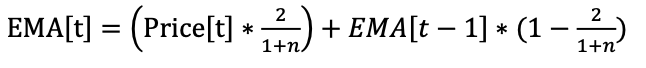 EMA[t] = (Price[t] * 2/1+n) + EMA[t − 1] * (1 − 2/1+n)